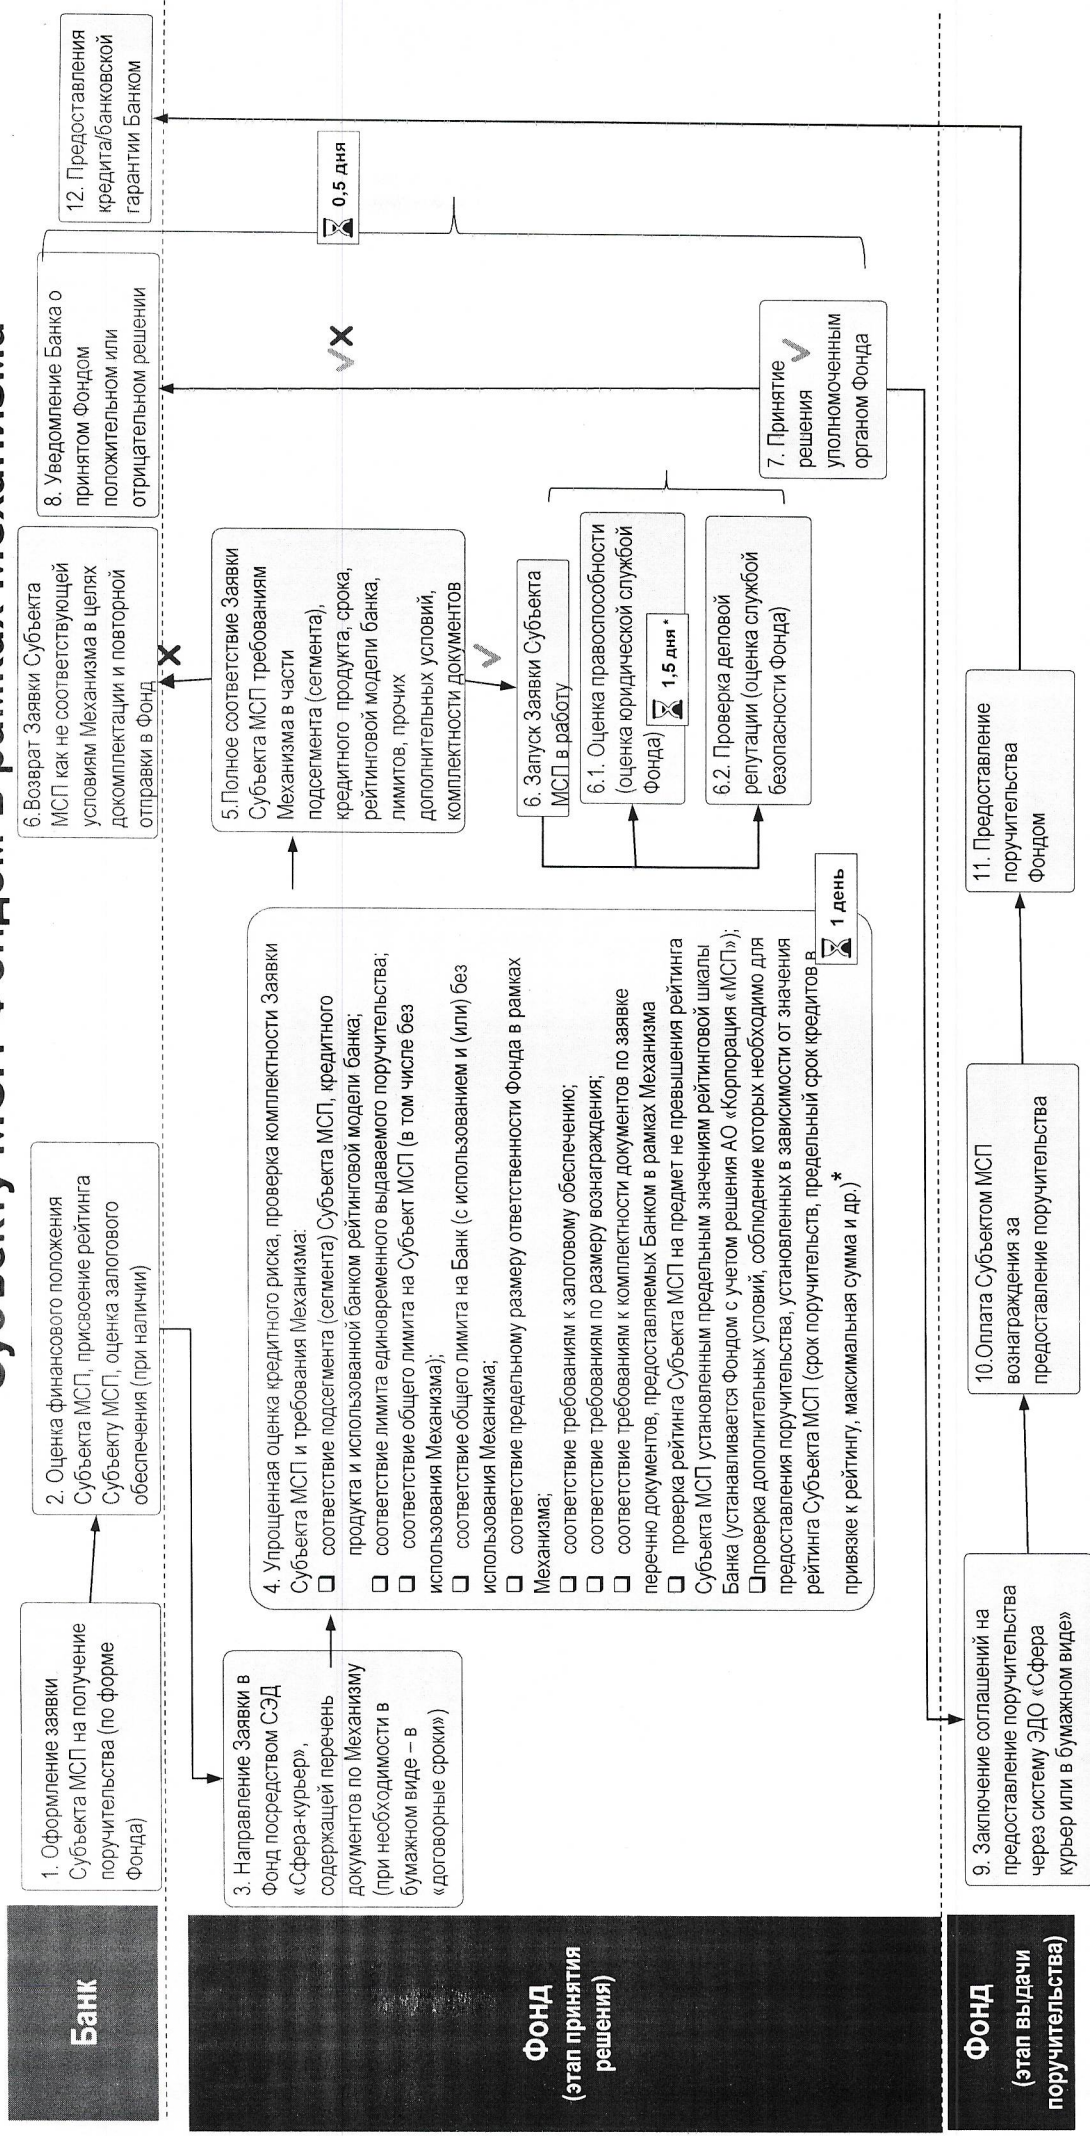 Субъекту МСП Фондом в рамках Механизма
Банк
1. Оформление заявки
Субъекта МСП на получение
поручительства (по форме
Фонда)
2. Оценка финансового положения
Субъекта МСП, присвоение рейтинга
Субъекту МСП, оценка залогового
обеспечения (при наличии)
6.Возврат Заявки Субъекта
МСП как не соответствующей
условиям Механизма в целях
докомплектации и повторной
отправки в Фонд
8. Уведомление Банка о
принятом Фондом
положительном или
отрицательном решении
12. Предоставления
кредита/банковской
гарантии Банком
Фонд
(этап принятия
решения)
3. Направление Заявки в
Фонд посредством СЭД
«Сфера-курьер»,
содержащей перечень
документов по Механизму
(при необходимости в
бумажном виде – в
«договорные сроки»)
4. Упрощенная оценка кредитного риска, проверка комплектности Заявки
Субъекта МСП и требования Механизма:
❑ соответствие подсегмента (сегмента) Субъекта МСП, кредитного
продукта и использованной банком рейтинговой модели банка;
❑ соответствие лимита единовременного выдаваемого поручительства;
❑ соответствие общего лимита на Субъект МСП (в том числе без
использования Механизма);
❑ соответствие общего лимита на Банк (с использованием и (или) без
использования Механизма;
❑ соответствие предельному размеру ответственности Фонда в рамках
Механизма;
❑ соответствие требованиям к залоговому обеспечению;
❑ соответствие требованиям по размеру вознаграждения;
❑ соответствие требованиям к комплектности документов по заявке
перечню документов, предоставляемых Банком в рамках Механизма
❑ проверка рейтинга Субъекта МСП на предмет не превышения рейтинга
Субъекта МСП установленным предельным значениям рейтинговой шкалы
Банка (устанавливается Фондом с учетом решения АО «Корпорация «МСП»);
❑проверка дополнительных условий, соблюдение которых необходимо для
предоставления поручительства, установленных в зависимости от значения
рейтинга Субъекта МСП (срок поручительств, предельный срок кредитов в
привязке к рейтингу, максимальная сумма и др.)*
1 день
5.Полное соответствие Заявки
Субъекта МСП требованиям
Механизма в части
подсегмента (сегмента),
кредитного продукта, срока,
рейтинговой модели банка,
лимитов, прочих
дополнительных условий,
комплектности документов
6. Запуск Заявки Субъекта
МСП в работу
6.1. Оценка правоспособности
(оценка юридической службой
Фонда)
1,5 дня *
6.2. Проверка деловой
репутации (оценка службой
безопасности Фонда)
7. Принятие
решения
уполномоченным
органом Фонда
0,5 дня
Фонд
(этап выдачи
поручительства)
9. Заключение соглашений на
предоставление поручительства
через систему ЭДО «Сфера
курьер или в бумажном виде»
10.Оплата Субъектом МСП
вознаграждения за
предоставление поручительства
11. Предоставление
поручительства
Фондом